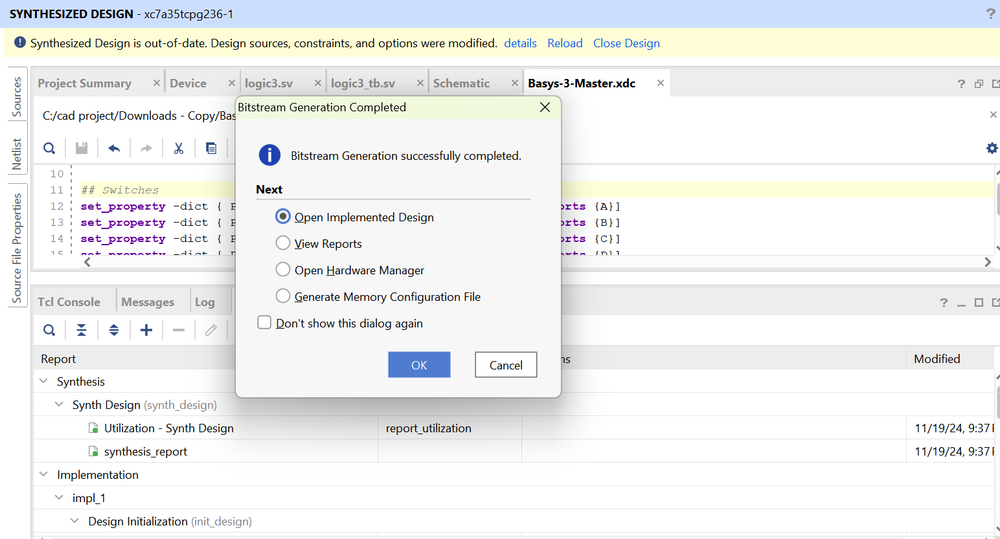 SYNTHESIZED DESIGN - xc7a35tcpg236-1
Synthesized Design is out-of-date. Design sources, constraints, and options were modified. details Reload Close Design
Sources
Netlist
Source File Properties
Project Summary Device logic3.sv logic3_tb.sv Schematic Basys-3-Master.xdc
C:/cad project/Downloads - Copy/Bas
10
11 ## Switches
12 set_property -dict { P orts {A}]
13 set_property -dict { P orts {B}]
14 set_property -dict { P orts {C}]
15 set_property -dict { P orts {D}]
Bitstream Generation Completed
Bitstream Generation successfully completed.
Next
Open Implemented Design
View Reports
Open Hardware Manager
Generate Memory Configuration File
Don't show this dialog again
OK Cancel
Tcl Console Messages Log
Report ns Modified
Synthesis
Synth Design (synth_design)
Utilization - Synth Design report_utilization 11/19/24, 9:37 P
synthesis_report 11/19/24, 9:37 P
Implementation
impl_1
Design Initialization (init_design)